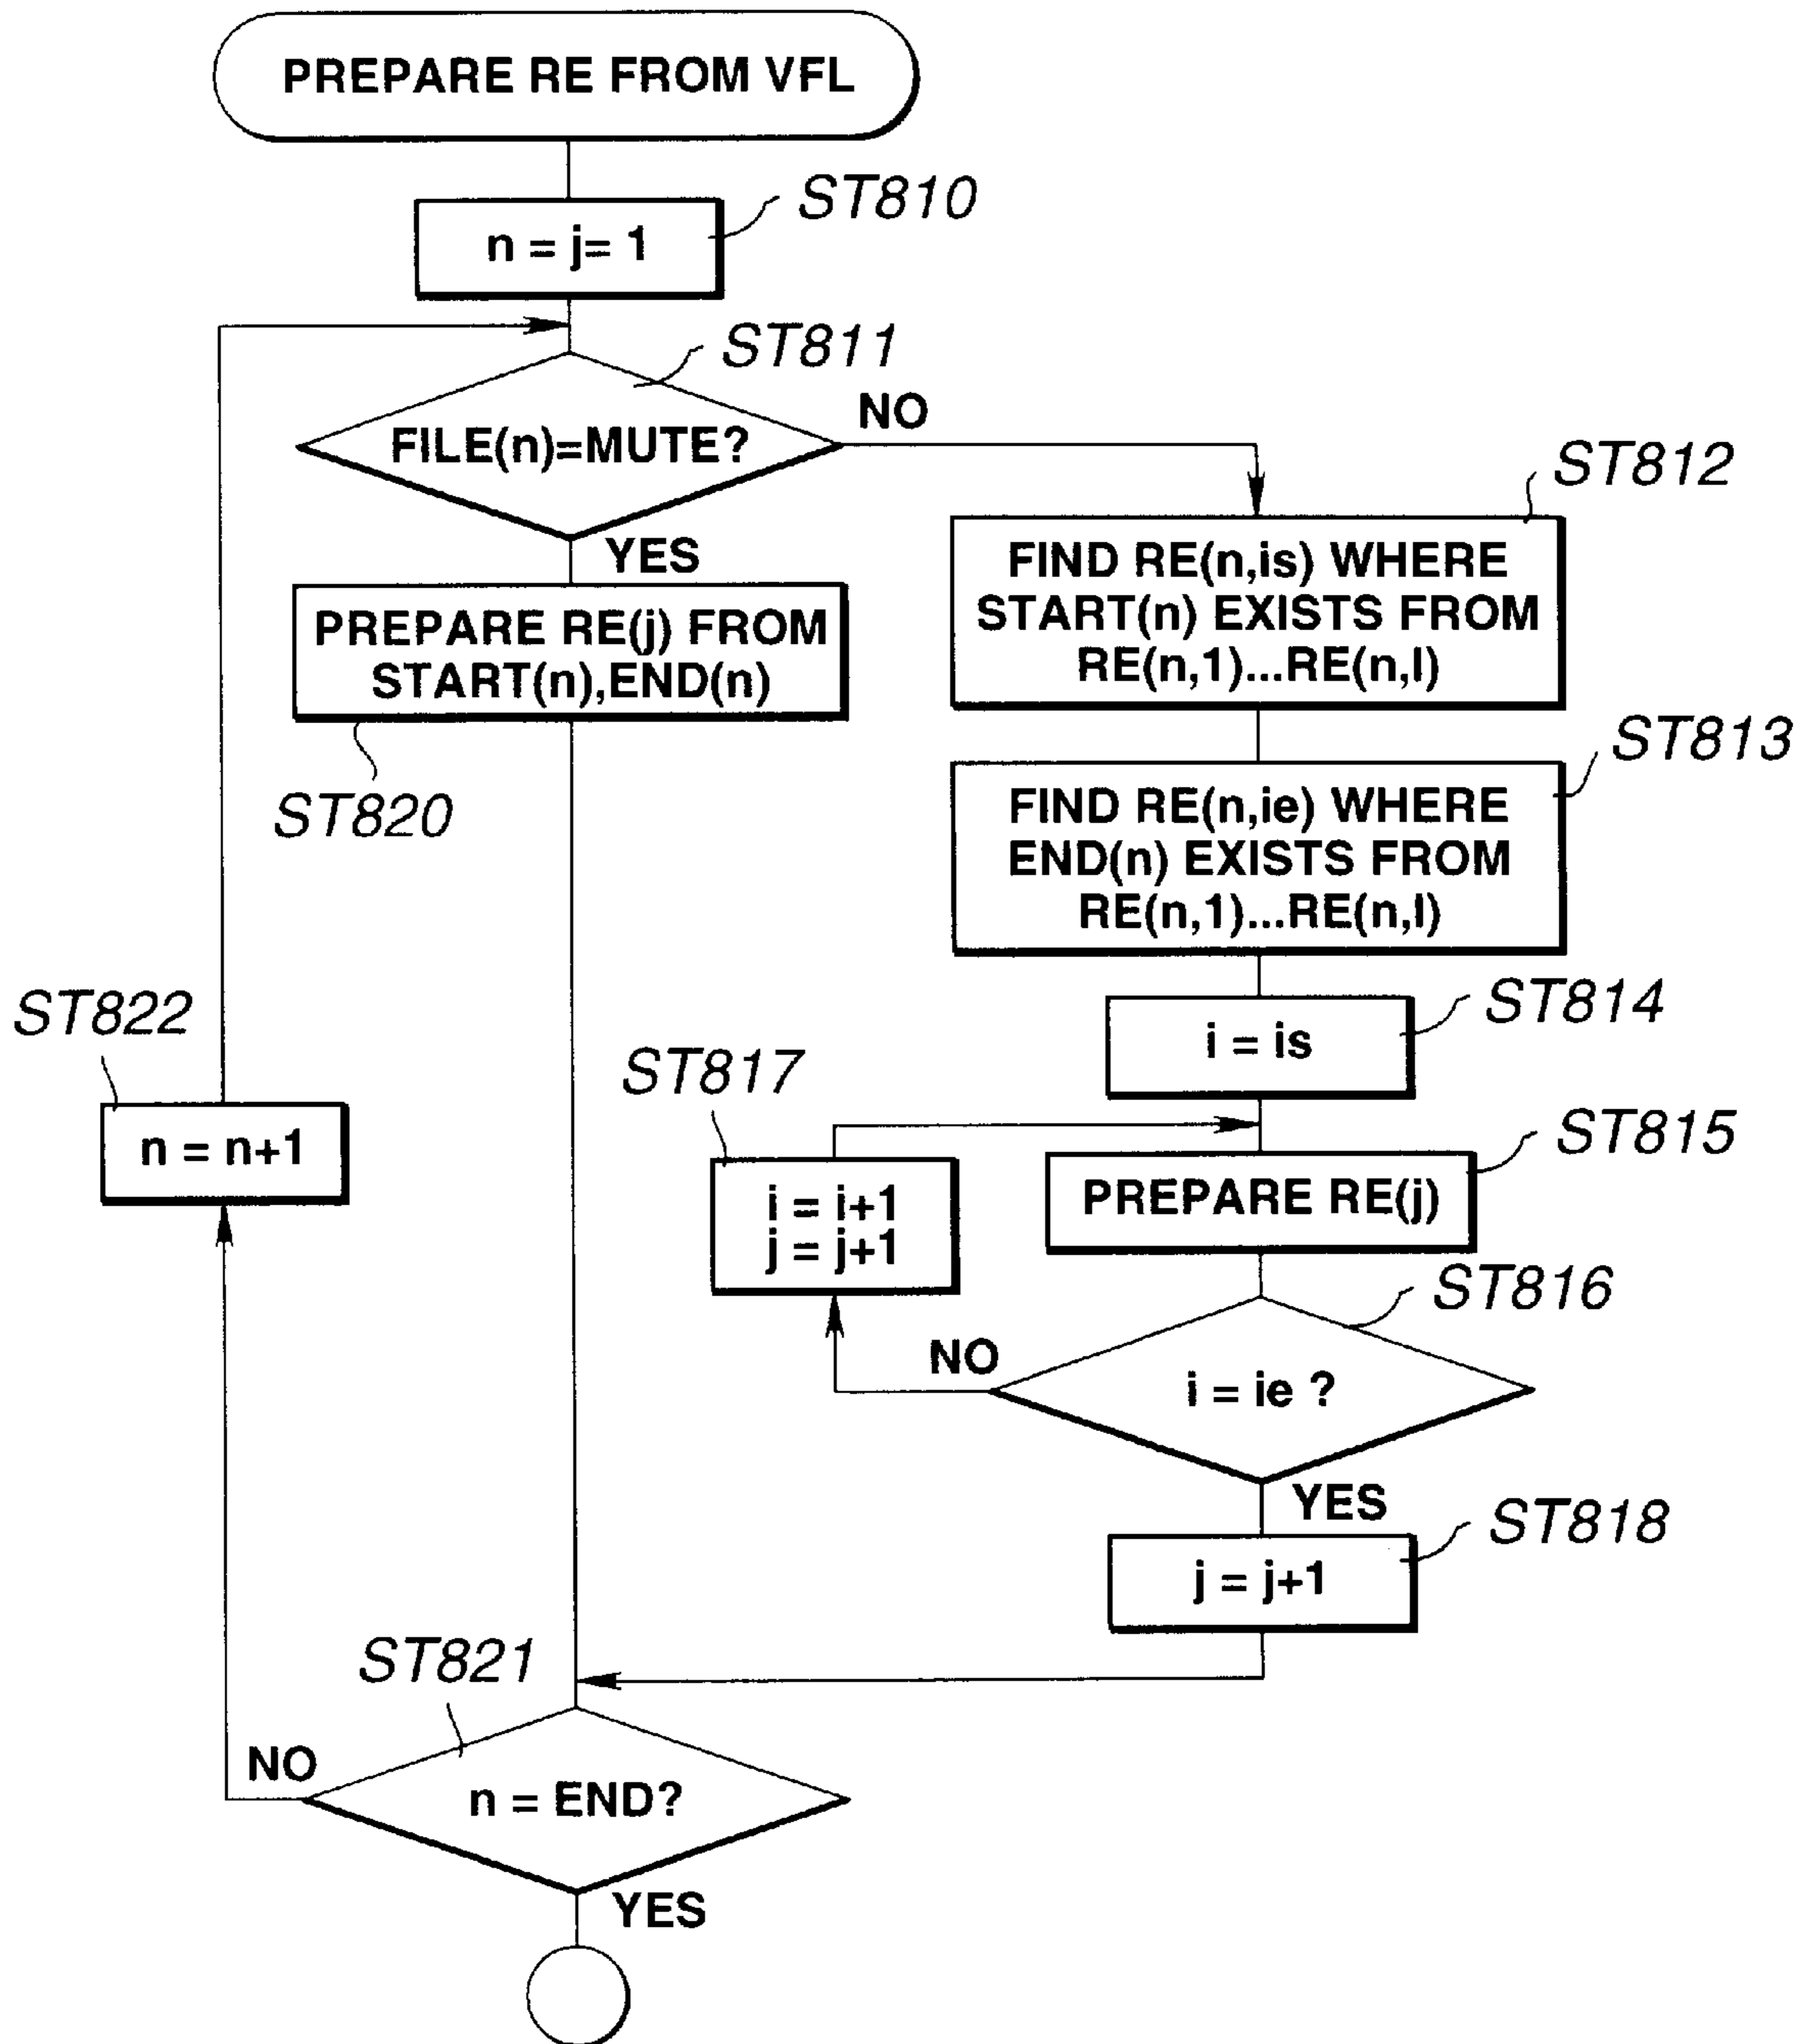 PREPARE RE FROM VFL
ST810
n = j= 1
ST811
FILE(n)=MUTE?
NO
YES
ST812
FIND RE(n,is) WHERE
START(n) EXISTS FROM
RE(n,1)...RE(n,I)
PREPARE RE(j) FROM
START(n),END(n)
ST820
ST813
FIND RE(n,ie) WHERE
END(n) EXISTS FROM
RE(n,1)...RE(n,I)
ST814
i = is
ST822
n = n+1
ST817
i = i+1
j = j+1
ST815
PREPARE RE(j)
ST816
NO
i = ie ?
YES
ST818
j = j+1
ST821
NO
n = END?
YES